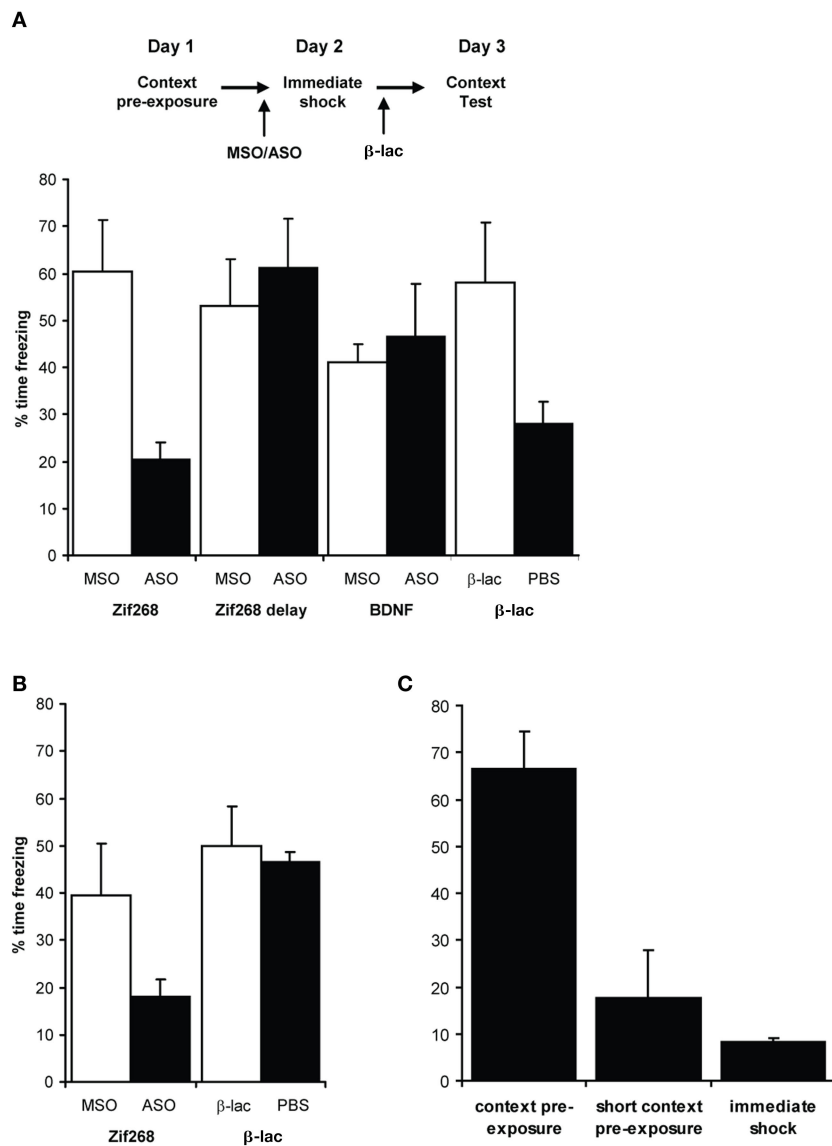 A
Day 1 Day 2 Day 3
Context pre-exposure Immediate shock Context Test
MSO/ASO β-lac
% time freezing
80
70
60
50
40
30
20
10
0
MSO ASO MSO ASO MSO ASO β-lac PBS
Zif268 Zif268 delay BDNF β-lac
B
% time freezing
80
70
60
50
40
30
20
10
0
MSO ASO β-lac PBS
Zif268 β-lac
C
80
70
60
50
40
30
20
10
0
context pre- short context immediate
exposure pre-exposure shock